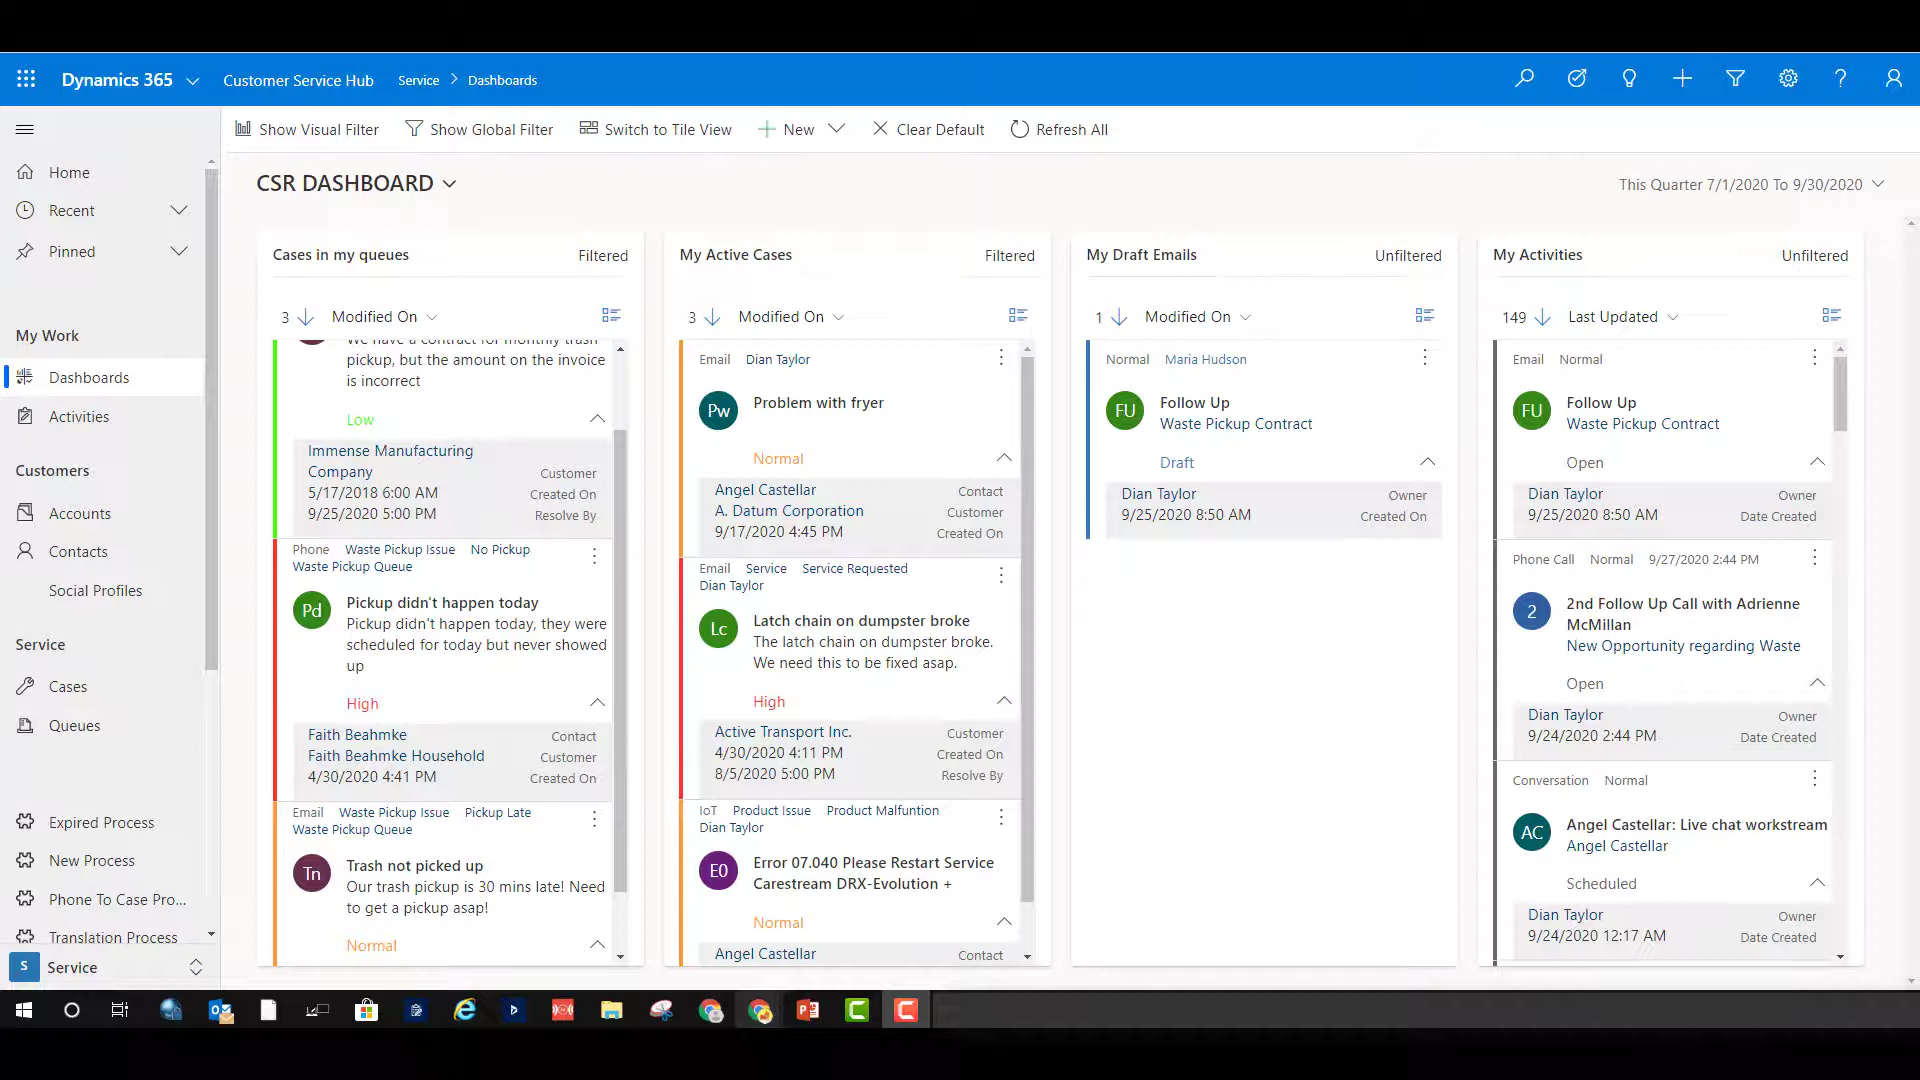 Dynamics 365
Customer Service Hub
Service > Dashboards
Show Visual Filter
Show Global Filter
Switch to Tile View
New
Clear Default
Refresh All
Home
Recent
Pinned
My Work
Dashboards
Activities
Customers
Accounts
Contacts
Social Profiles
Service
Cases
Queues
Expired Process
New Process
Phone To Case Pro...
Translation Process
S Service
CSR DASHBOARD
This Quarter 7/1/2020 To 9/30/2020
Cases in my queues Filtered
3 Modified On
We have a contract for monthly trash
pickup, but the amount on the invoice
is incorrect
Low
Immense Manufacturing
Company Customer
5/17/2018 6:00 AM Created On
9/25/2020 5:00 PM Resolve By
Phone Waste Pickup Issue No Pickup
Waste Pickup Queue
Pd Pickup didn't happen today
Pickup didn't happen today, they were
scheduled for today but never showed
up
High
Faith Beahmke Contact
Faith Beahmke Household Customer
4/30/2020 4:41 PM Created On
Email Waste Pickup Issue Pickup Late
Waste Pickup Queue
Tn Trash not picked up
Our trash pickup is 30 mins late! Need
to get a pickup asap!
Normal
My Active Cases Filtered
3 Modified On
Email Dian Taylor
Pw Problem with fryer
Normal
Angel Castellar Contact
A. Datum Corporation Customer
9/17/2020 4:45 PM Created On
Email Service Service Requested
Dian Taylor
Lc Latch chain on dumpster broke
The latch chain on dumpster broke.
We need this to be fixed asap.
High
Active Transport Inc. Customer
4/30/2020 4:11 PM Created On
8/5/2020 5:00 PM Resolve By
IoT Product Issue Product Malfuntion
Dian Taylor
E0 Error 07.040 Please Restart Service
Carestream DRX-Evolution +
Normal
Angel Castellar Contact
My Draft Emails Unfiltered
1 Modified On
Normal Maria Hudson
FU Follow Up
Waste Pickup Contract
Draft
Dian Taylor Owner
9/25/2020 8:50 AM Created On
My Activities Unfiltered
149 Last Updated
Email Normal
FU Follow Up
Waste Pickup Contract
Open
Dian Taylor Owner
9/25/2020 8:50 AM Date Created
Phone Call Normal 9/27/2020 2:44 PM
2 2nd Follow Up Call with Adrienne
McMillan
New Opportunity regarding Waste
Open
Dian Taylor Owner
9/24/2020 2:44 PM Date Created
Conversation Normal
AC Angel Castellar: Live chat workstream
Angel Castellar
Scheduled
Dian Taylor Owner
9/24/2020 12:17 AM Date Created